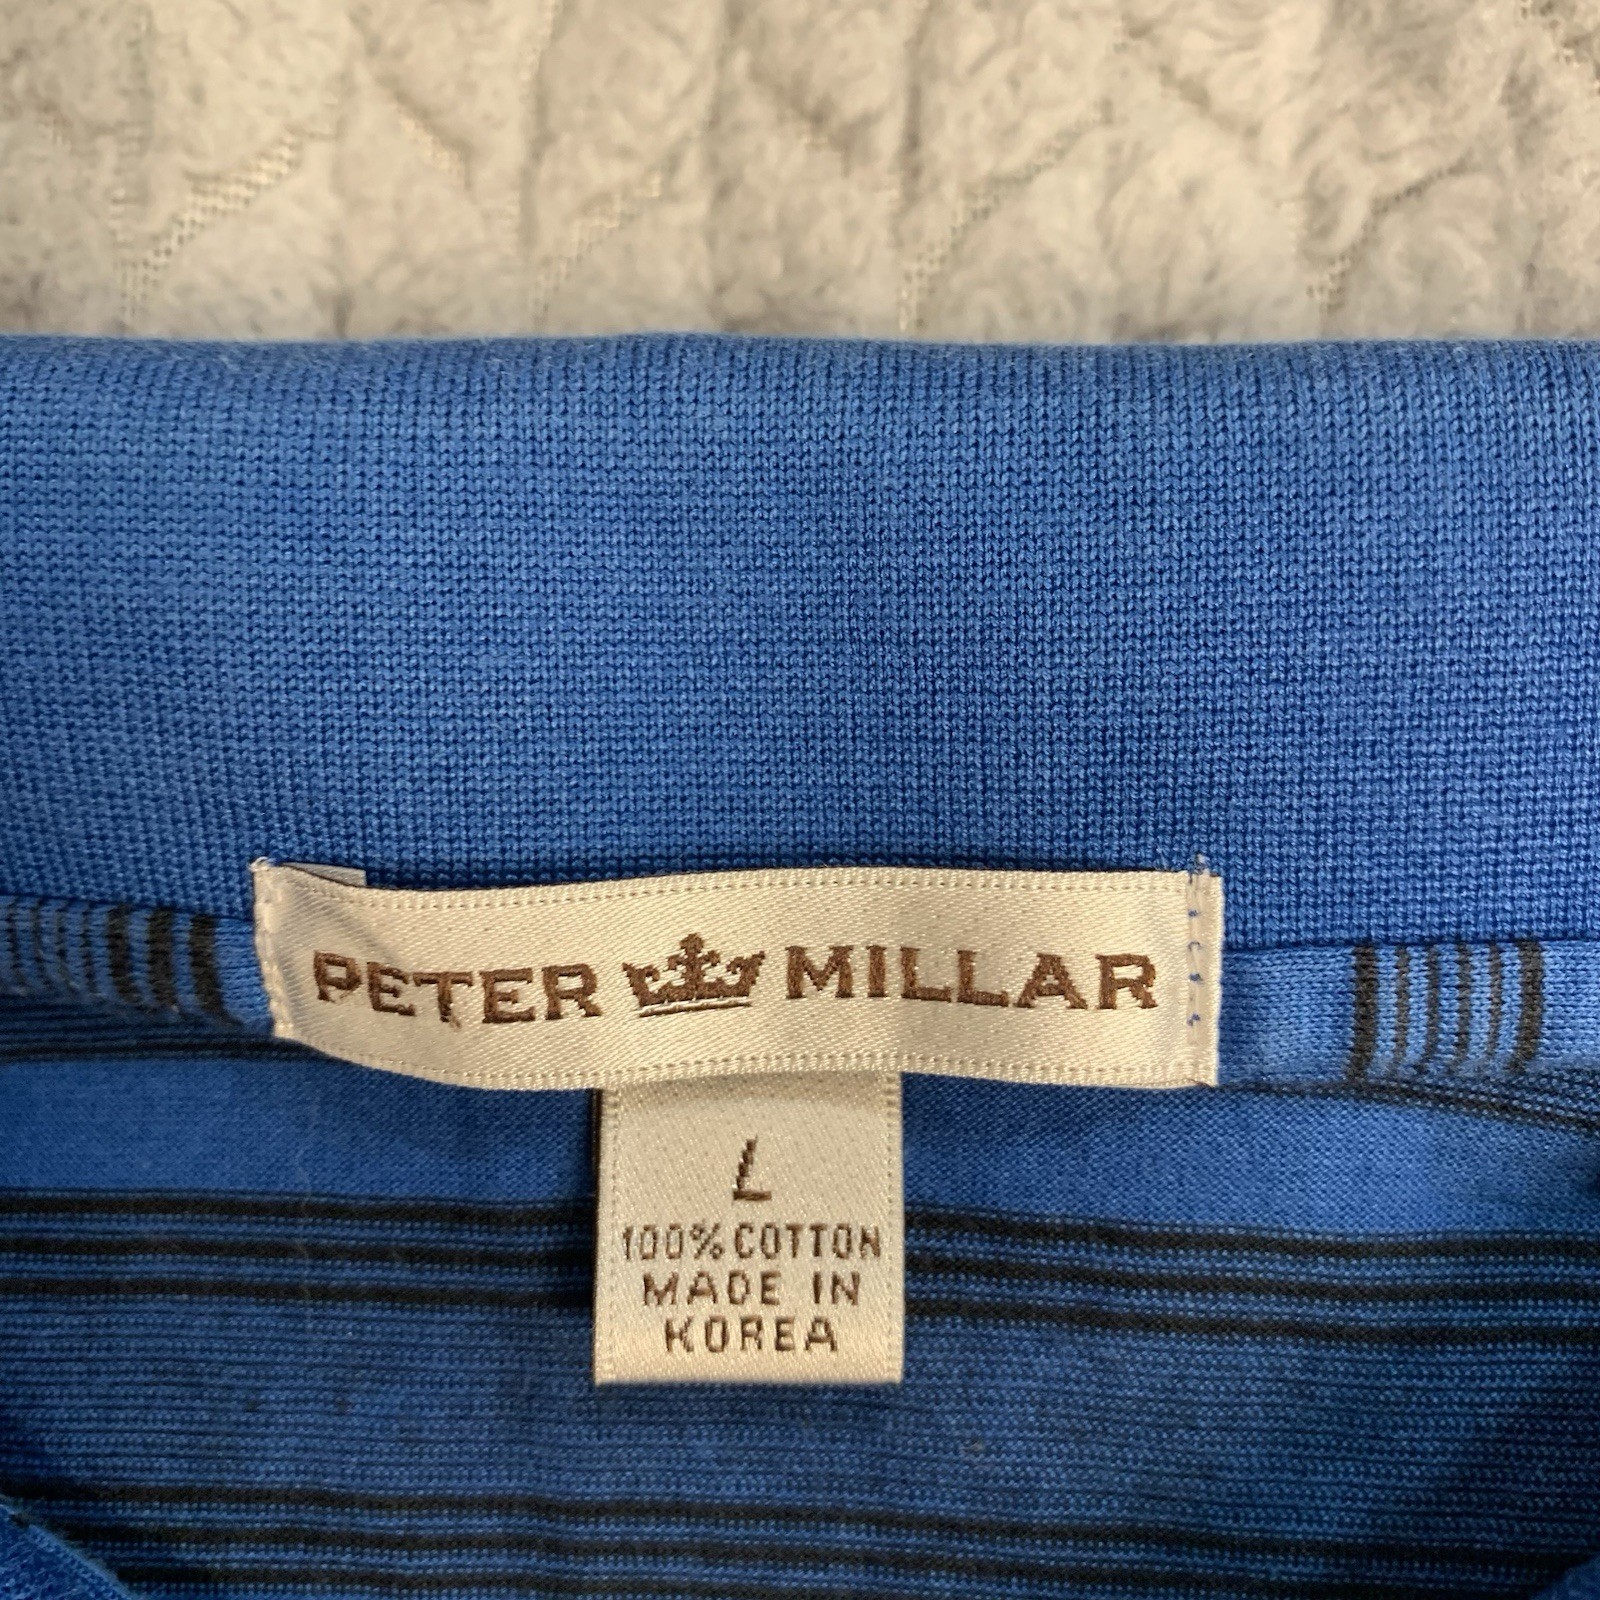 PETER MILLAR
L
100% COTTON
MADE IN
KOREA